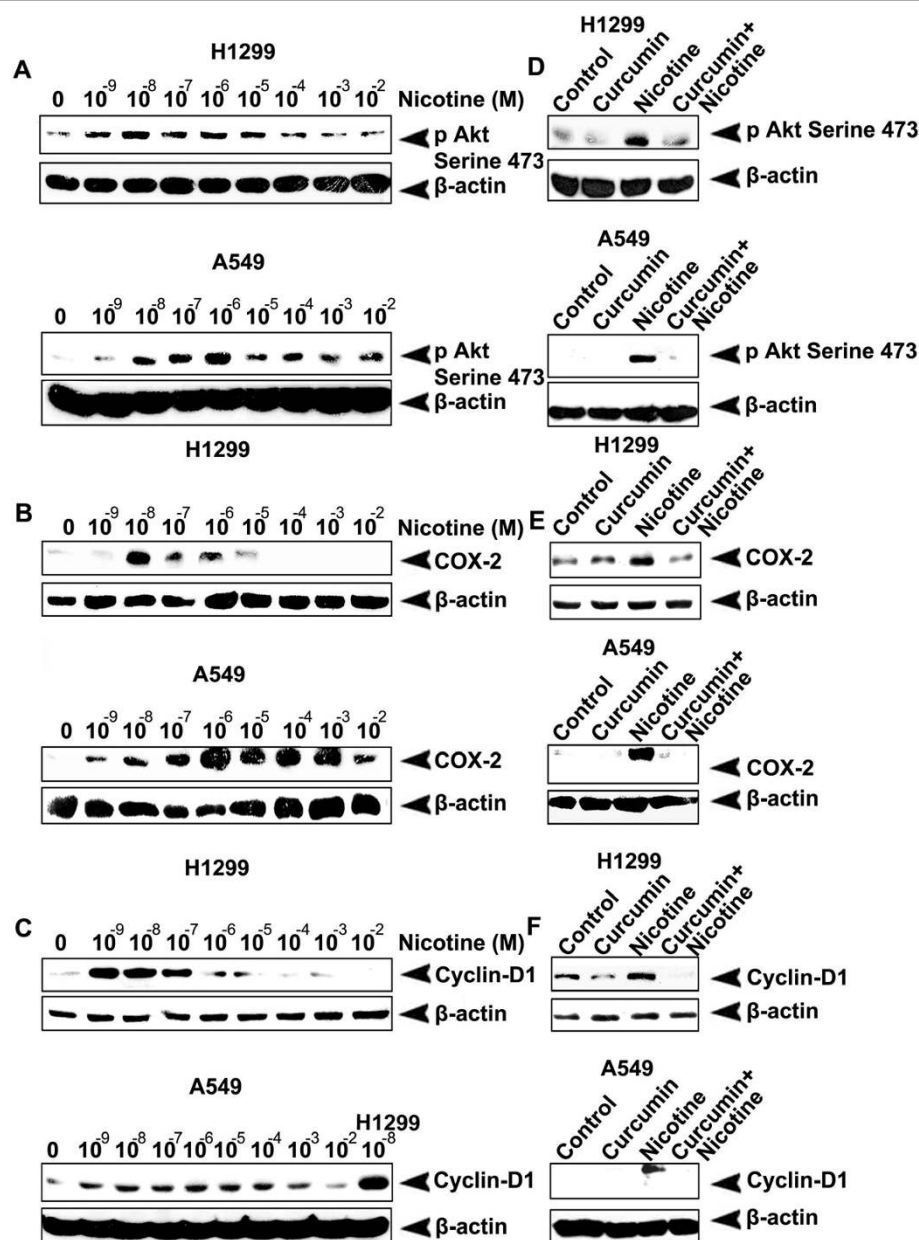 H1299
A
0 10-9 10-8 10-7 10-6 10-5 10-4 10-3 10-2 Nicotine (M)
p Akt
Serine 473
β-actin
A549
0 10-9 10-8 10-7 10-6 10-5 10-4 10-3 10-2
p Akt
Serine 473
β-actin
H1299
B
0 10-9 10-8 10-7 10-6 10-5 10-4 10-3 10-2 Nicotine (M)
COX-2
β-actin
A549
0 10-9 10-8 10-7 10-6 10-5 10-4 10-3 10-2
COX-2
β-actin
H1299
C
0 10-9 10-8 10-7 10-6 10-5 10-4 10-3 10-2 Nicotine (M)
Cyclin-D1
β-actin
A549
H1299
0 10-9 10-8 10-7 10-6 10-5 10-4 10-3 10-2 10-8
Cyclin-D1
β-actin
H1299
D
Control
Curcumin
Nicotine
Curcumin+
Nicotine
p Akt Serine 473
β-actin
A549
Control
Curcumin
Nicotine
Curcumin+
Nicotine
p Akt Serine 473
β-actin
H1299
E
Control
Curcumin
Nicotine
Curcumin+
Nicotine
COX-2
β-actin
A549
Control
Curcumin
Nicotine
Curcumin+
Nicotine
COX-2
β-actin
H1299
F
Control
Curcumin
Nicotine
Curcumin+
Nicotine
Cyclin-D1
β-actin
A549
Control
Curcumin
Nicotine
Curcumin+
Nicotine
Cyclin-D1
β-actin